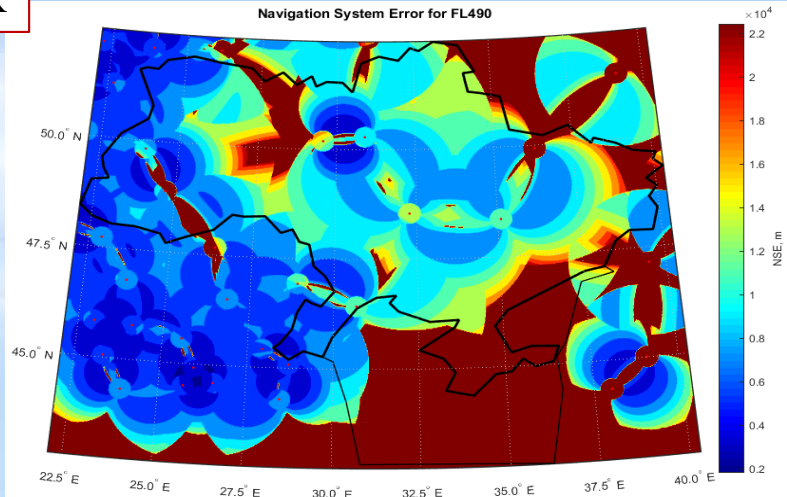 Navigation System Error for FL490
×10⁴
2.2
2
1.8
1.6
1.4
1.2
1
0.8
0.6
0.4
0.2
NSE, m
50.0° N
47.5° N
45.0° N
22.5° E
25.0° E
27.5° E
30.0° E
32.5° E
35.0° E
37.5° E
40.0° E